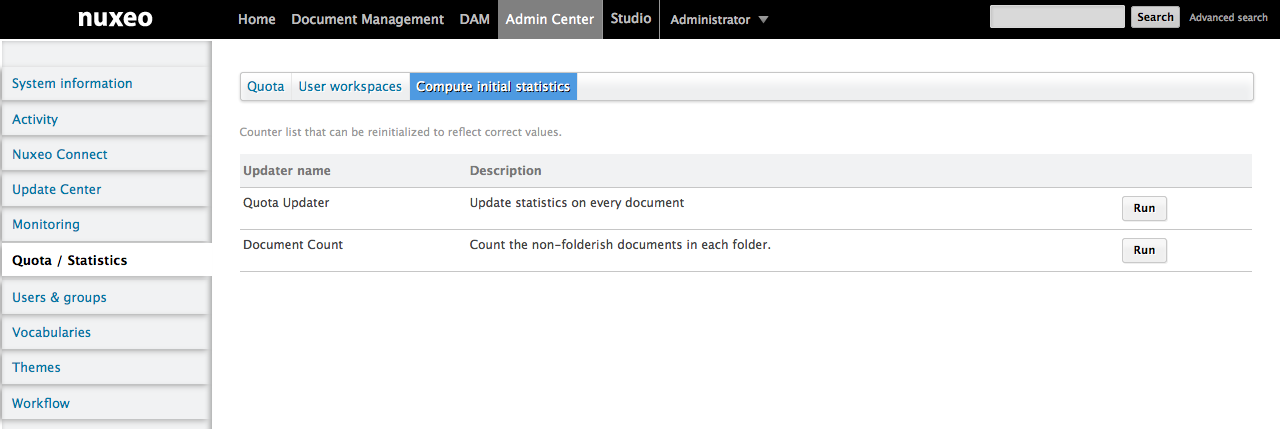 nuxeo Home Document Management DAM Admin Center Studio Administrator Search Advanced search
System information
Activity
Nuxeo Connect
Update Center
Monitoring
Quota / Statistics
Users & groups
Vocabularies
Themes
Workflow
Quota User workspaces Compute initial statistics
Counter list that can be reinitialized to reflect correct values.
Updater name Description
Quota Updater Update statistics on every document Run
Document Count Count the non-folderish documents in each folder. Run